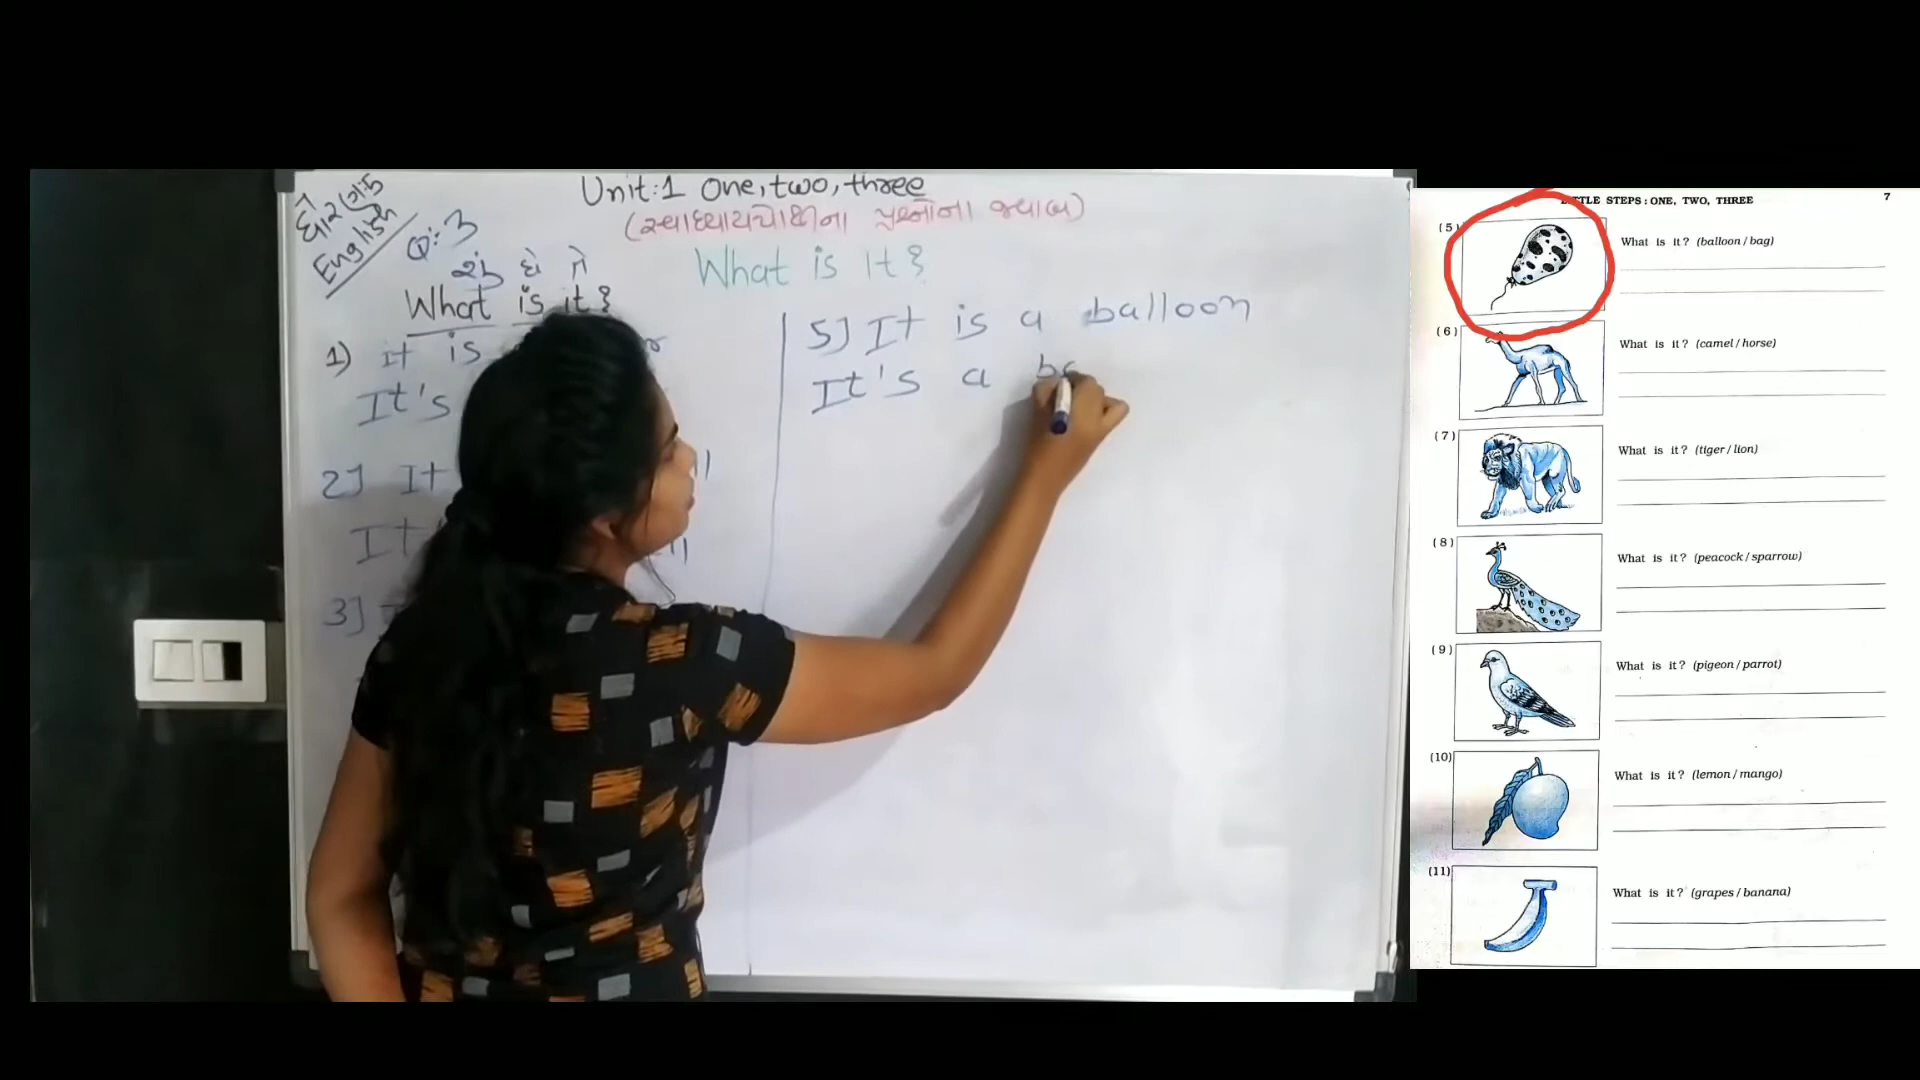 ધોરણ:5
English
Unit:1 One, two, three
(સ્વાધ્યાયપોથીના પ્રશ્નોના જવાબ)
Q:3
What is it?
શું છે તે
What is it?
1) it is
It's
2] It
3]
5] It is a balloon
It's a
LITTLE STEPS : ONE, TWO, THREE 7
(5) What is it? (balloon / bag)
(6) What is it? (camel / horse)
(7) What is it? (tiger / lion)
(8) What is it? (peacock / sparrow)
(9) What is it? (pigeon / parrot)
(10) What is it? (lemon / mango)
(11) What is it? (grapes / banana)